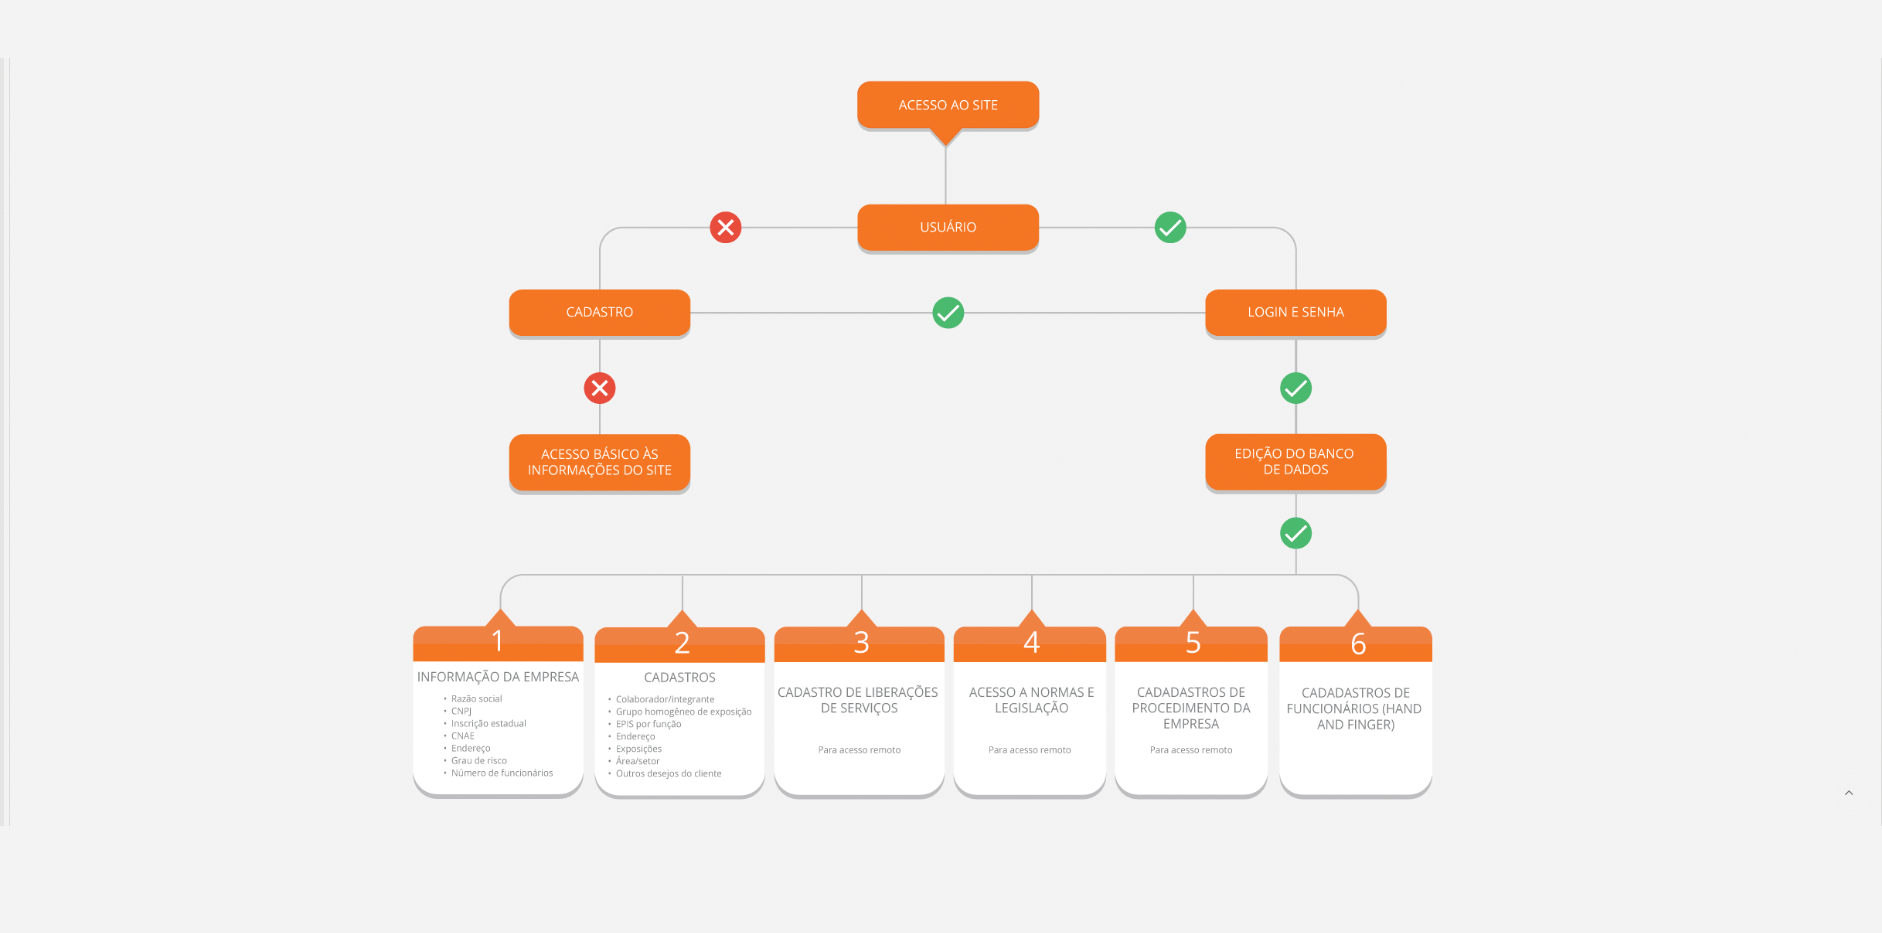 ACESSO AO SITE
USUÁRIO
CADASTRO
LOGIN E SENHA
ACESSO BÁSICO ÀS
INFORMAÇÕES DO SITE
EDIÇÃO DO BANCO
DE DADOS
1
INFORMAÇÃO DA EMPRESA
• Razão social
• CNPJ
• Inscrição estadual
• CNAE
• Endereço
• Grau de risco
• Número de funcionários
2
CADASTROS
• Colaborador/integrante
• Grupo homogêneo de exposição
• EPIS por função
• Endereço
• Exposições
• Área/setor
• Outros desejos do cliente
3
CADASTRO DE LIBERAÇÕES
DE SERVIÇOS
Para acesso remoto
4
ACESSO A NORMAS E
LEGISLAÇÃO
Para acesso remoto
5
CADADASTROS DE
PROCEDIMENTO DA
EMPRESA
Para acesso remoto
6
CADADASTROS DE
FUNCIONÁRIOS (HAND
AND FINGER)